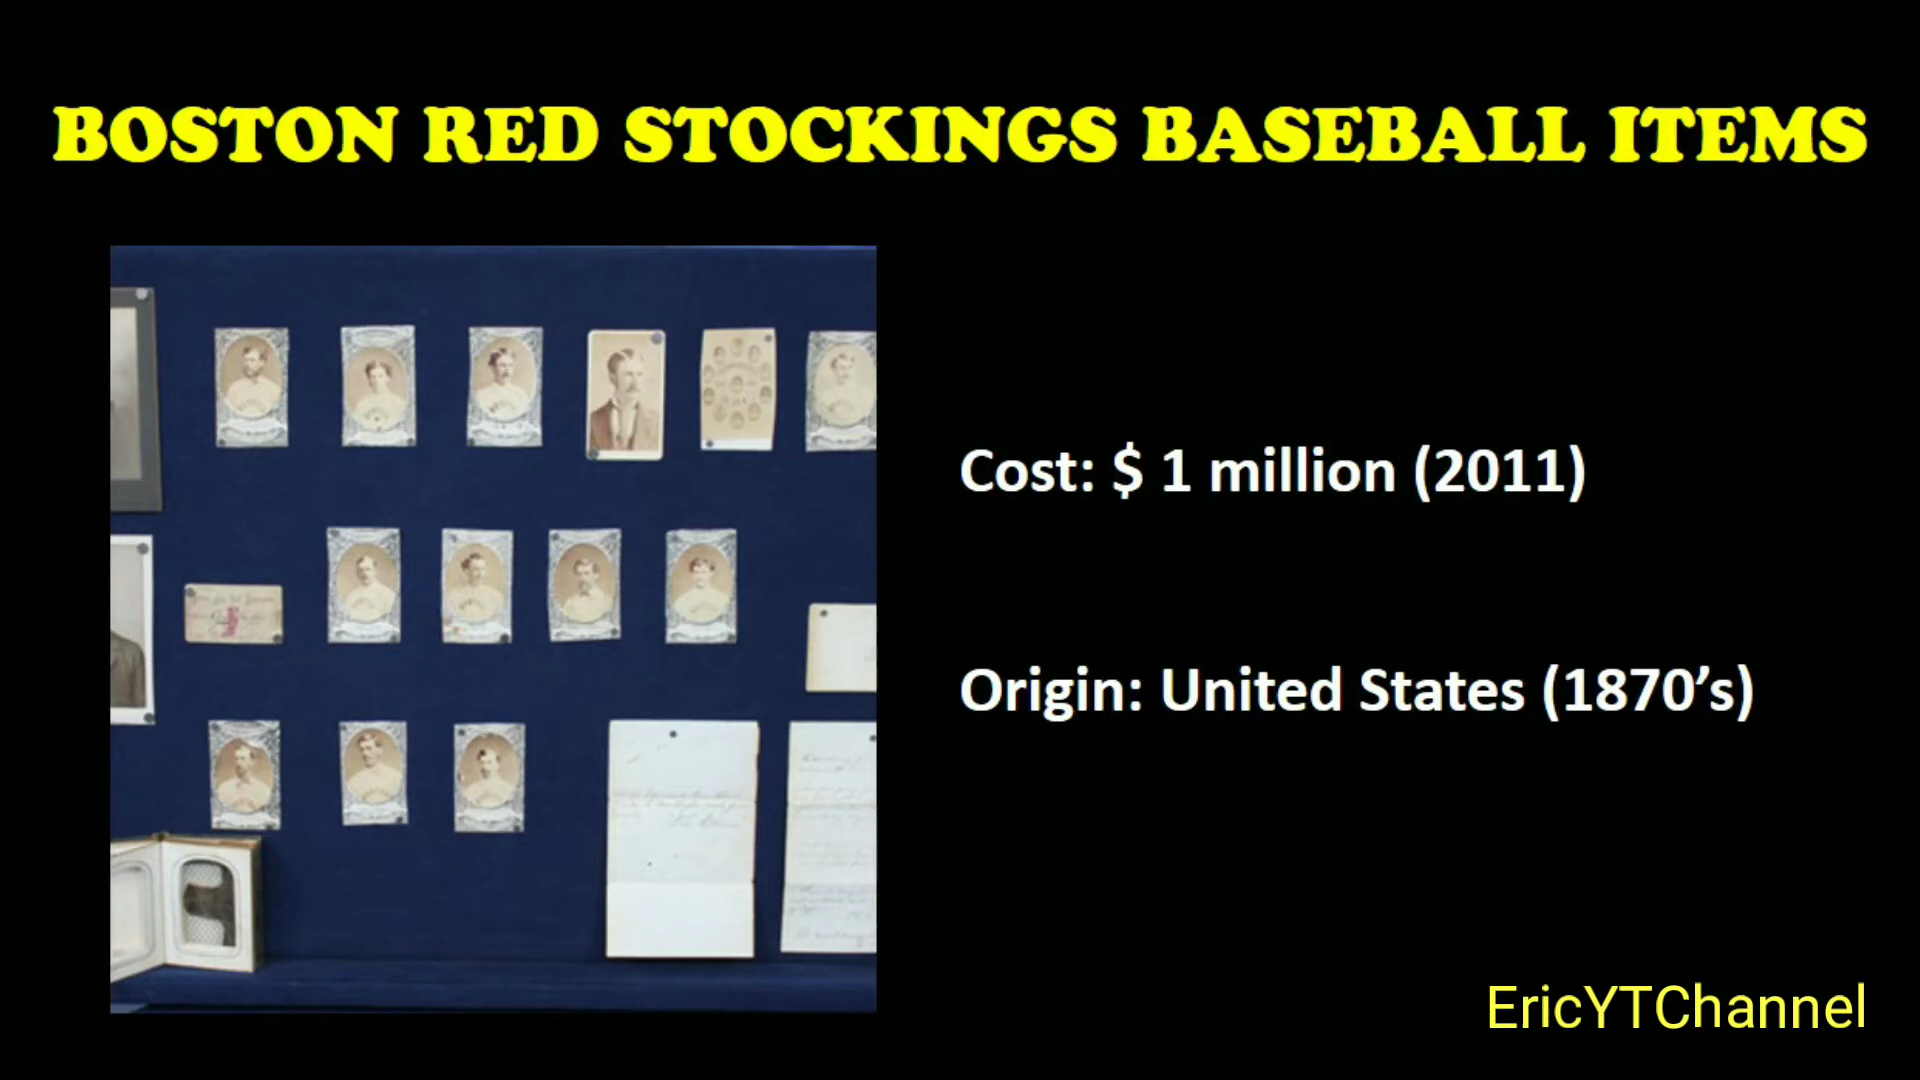 BOSTON RED STOCKINGS BASEBALL ITEMS
Cost: $ 1 million (2011)
Origin: United States (1870’s)
EricYTChannel